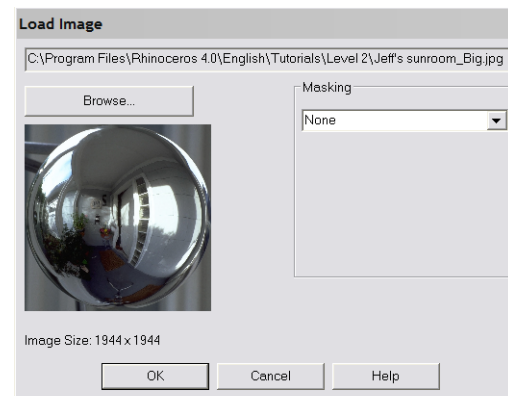 Load Image
C:\Program Files\Rhinoceros 4.0\English\Tutorials\Level 2\Jeff's sunroom_Big.jpg
Browse...
Masking
None
Image Size: 1944 x 1944
OK
Cancel
Help